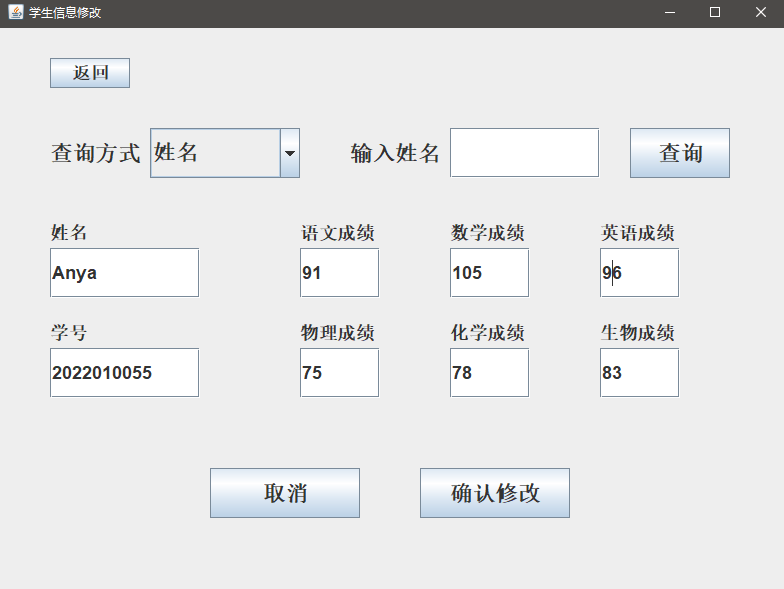 学生信息修改
返回
查询方式 姓名 输入姓名 查询
姓名 语文成绩 数学成绩 英语成绩
Anya 91 105 96
学号 物理成绩 化学成绩 生物成绩
2022010055 75 78 83
取消 确认修改